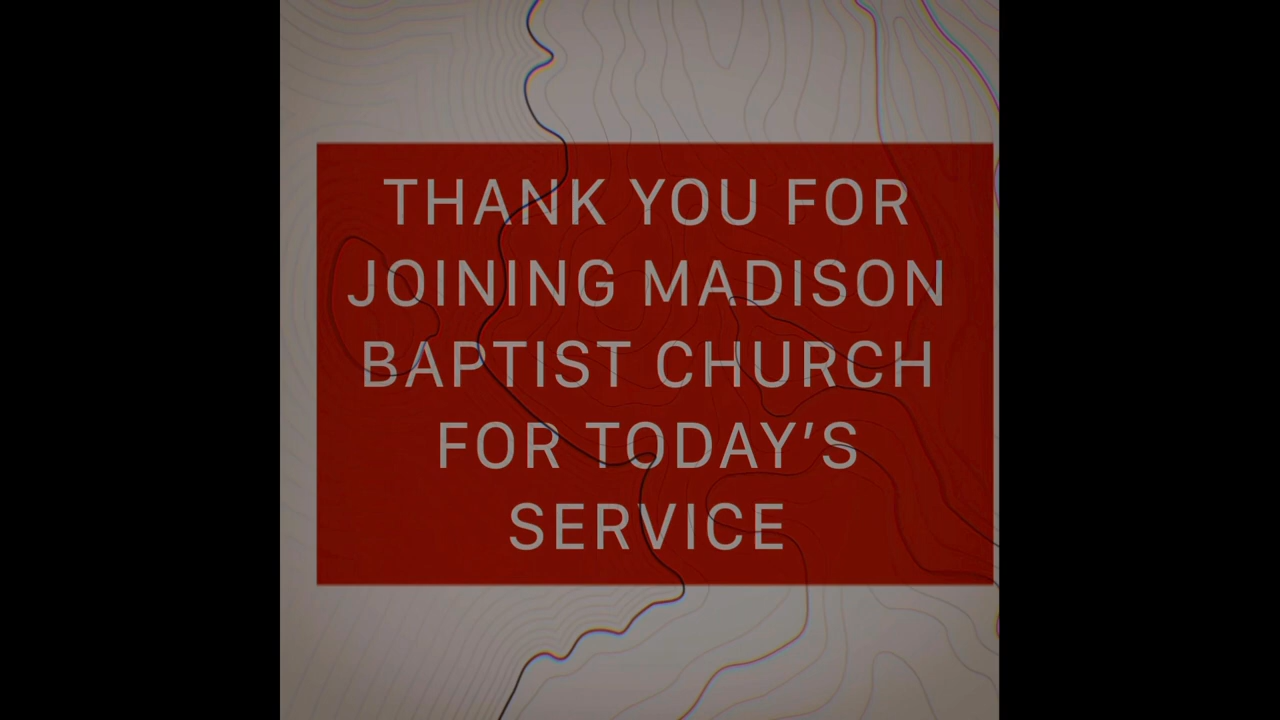 THANK YOU FOR
JOINING MADISON
BAPTIST CHURCH
FOR TODAY’S
SERVICE